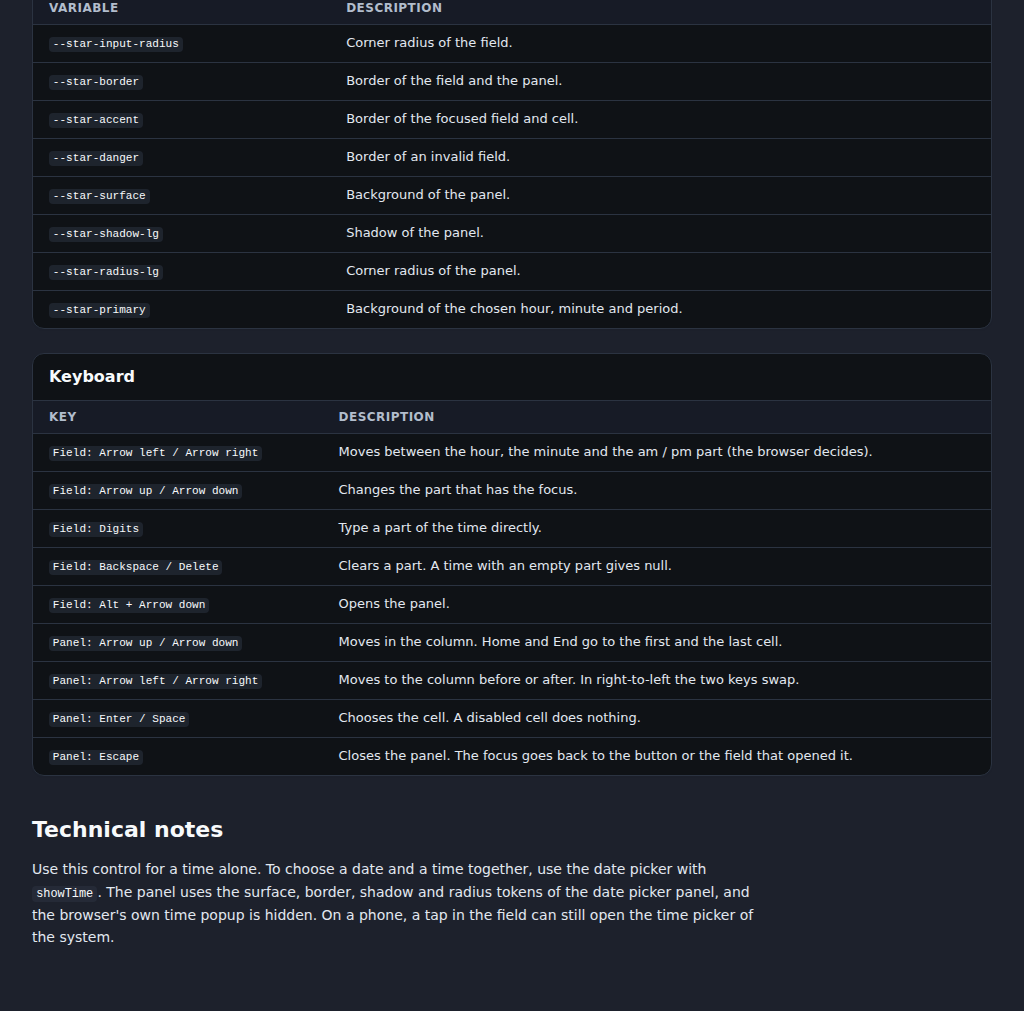 VARIABLE DESCRIPTION
--star-input-radius Corner radius of the field.
--star-border Border of the field and the panel.
--star-accent Border of the focused field and cell.
--star-danger Border of an invalid field.
--star-surface Background of the panel.
--star-shadow-lg Shadow of the panel.
--star-radius-lg Corner radius of the panel.
--star-primary Background of the chosen hour, minute and period.
Keyboard
KEY DESCRIPTION
Field: Arrow left / Arrow right Moves between the hour, the minute and the am / pm part (the browser decides).
Field: Arrow up / Arrow down Changes the part that has the focus.
Field: Digits Type a part of the time directly.
Field: Backspace / Delete Clears a part. A time with an empty part gives null.
Field: Alt + Arrow down Opens the panel.
Panel: Arrow up / Arrow down Moves in the column. Home and End go to the first and the last cell.
Panel: Arrow left / Arrow right Moves to the column before or after. In right-to-left the two keys swap.
Panel: Enter / Space Chooses the cell. A disabled cell does nothing.
Panel: Escape Closes the panel. The focus goes back to the button or the field that opened it.
Technical notes
Use this control for a time alone. To choose a date and a time together, use the date picker with
showTime. The panel uses the surface, border, shadow and radius tokens of the date picker panel, and
the browser's own time popup is hidden. On a phone, a tap in the field can still open the time picker of
the system.